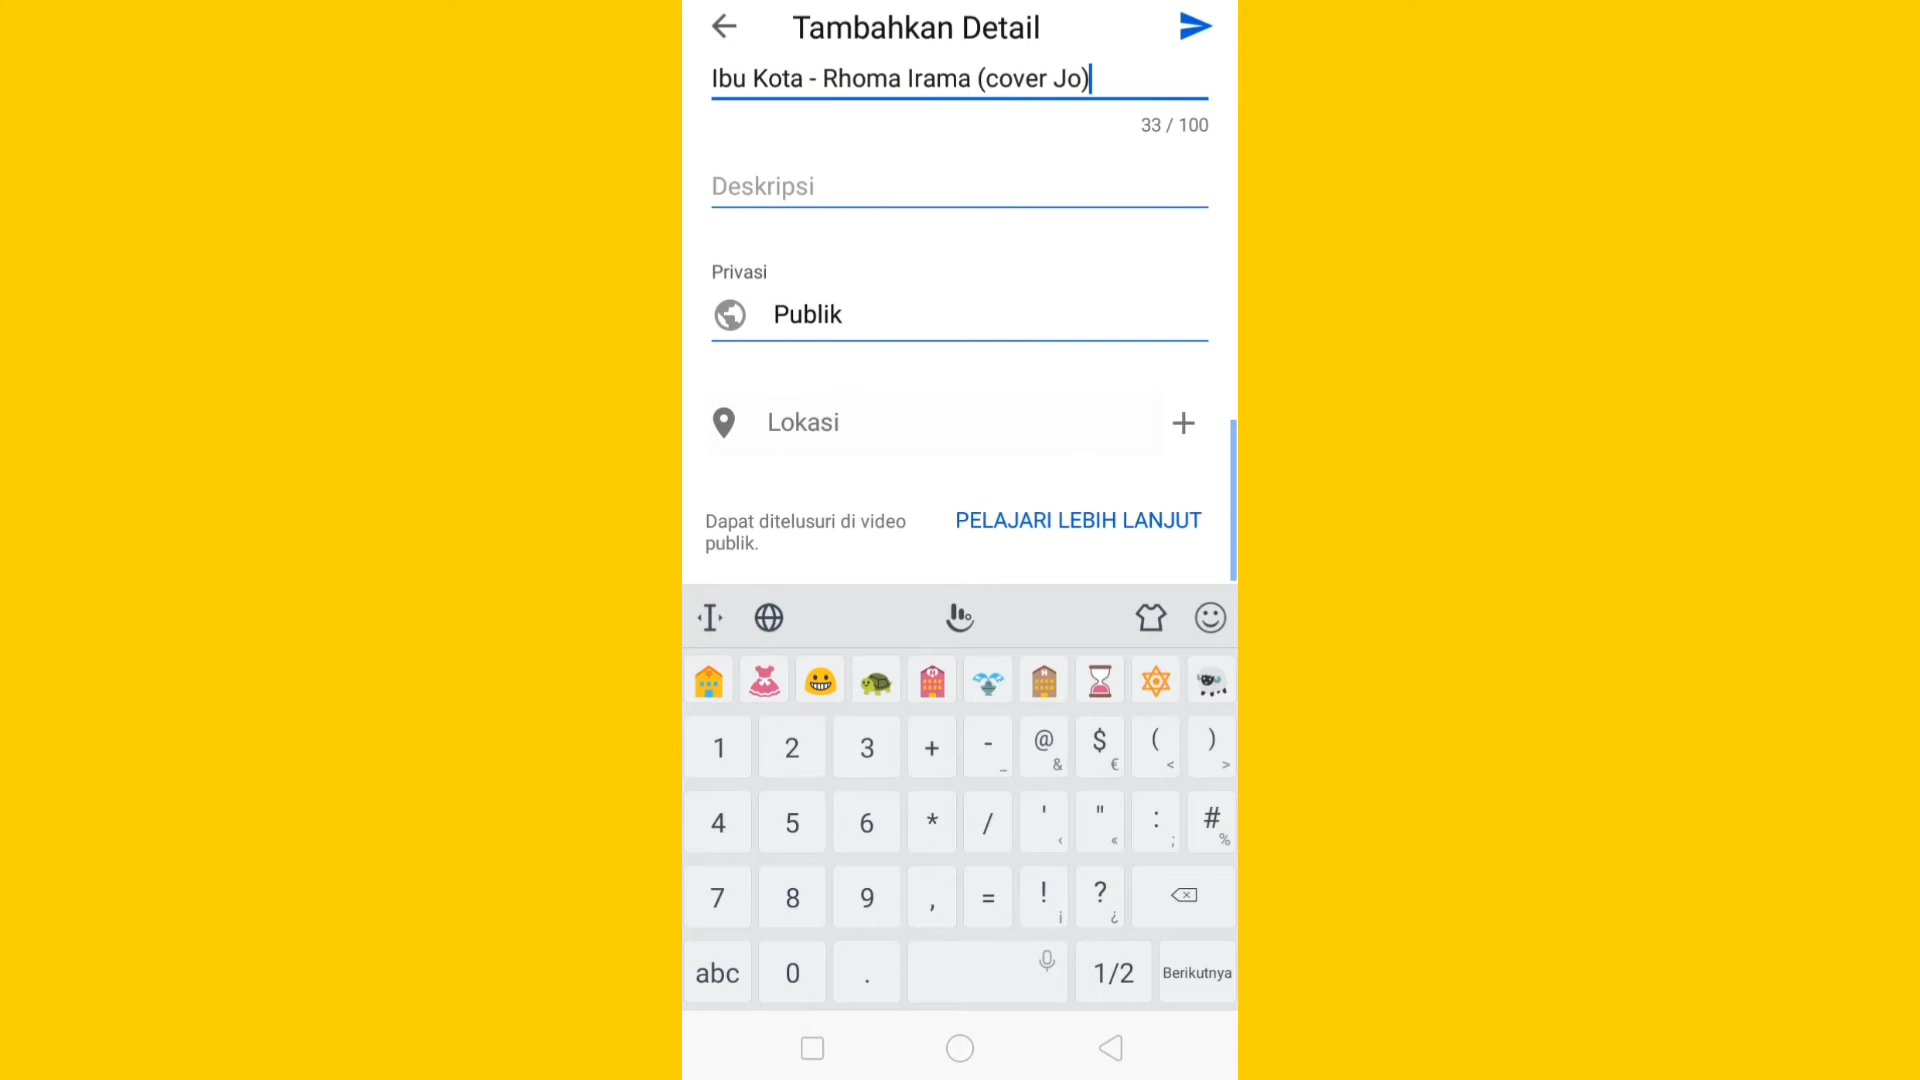 Tambahkan Detail
Ibu Kota - Rhoma Irama (cover Jo)
33 / 100
Deskripsi
Privasi
Publik
Lokasi
Dapat ditelusuri di video
publik.
PELAJARI LEBIH LANJUT
1 2 3 + - _ @ & $ € ( < ) >
4 5 6 * / ' ‹ " « : ; # %
7 8 9 , = ! ¡ ? ¿
abc 0 . 1/2 Berikutnya